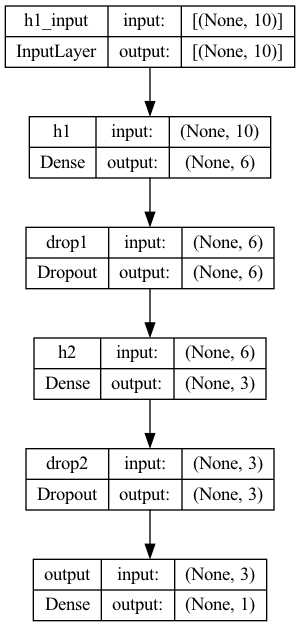 h1_input input: [(None, 10)]
InputLayer output: [(None, 10)]
h1 input: (None, 10)
Dense output: (None, 6)
drop1 input: (None, 6)
Dropout output: (None, 6)
h2 input: (None, 6)
Dense output: (None, 3)
drop2 input: (None, 3)
Dropout output: (None, 3)
output input: (None, 3)
Dense output: (None, 1)